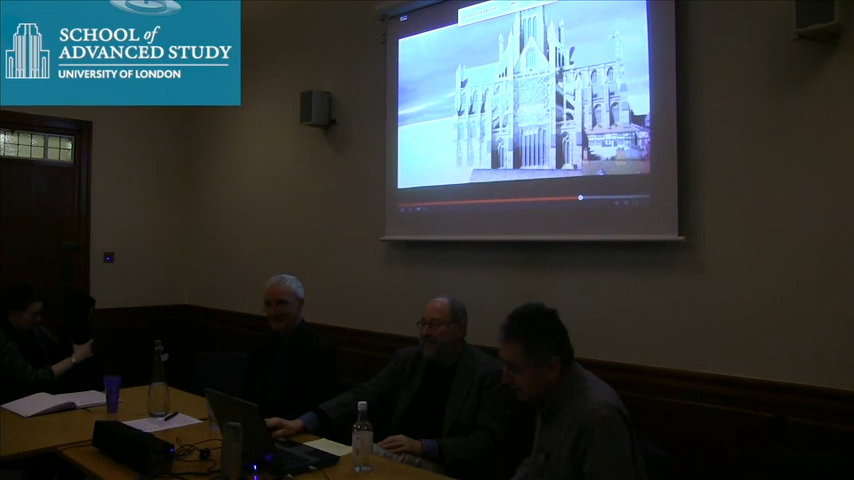 SCHOOL of
ADVANCED STUDY
UNIVERSITY OF LONDON